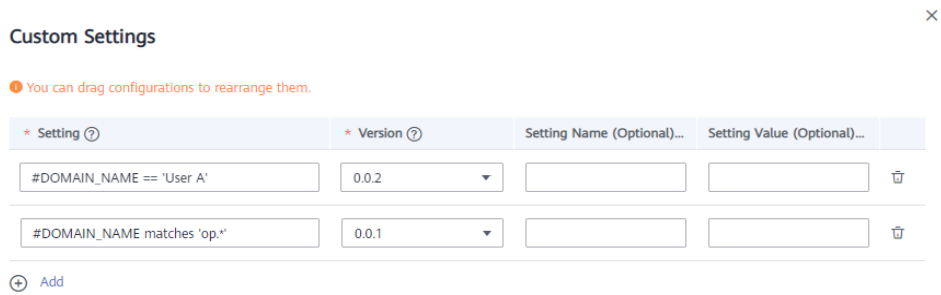 Custom Settings
You can drag configurations to rearrange them.
* Setting ? * Version ? Setting Name (Optional)... Setting Value (Optional)...
#DOMAIN_NAME == 'User A' 0.0.2
#DOMAIN_NAME matches 'op.*' 0.0.1
Add